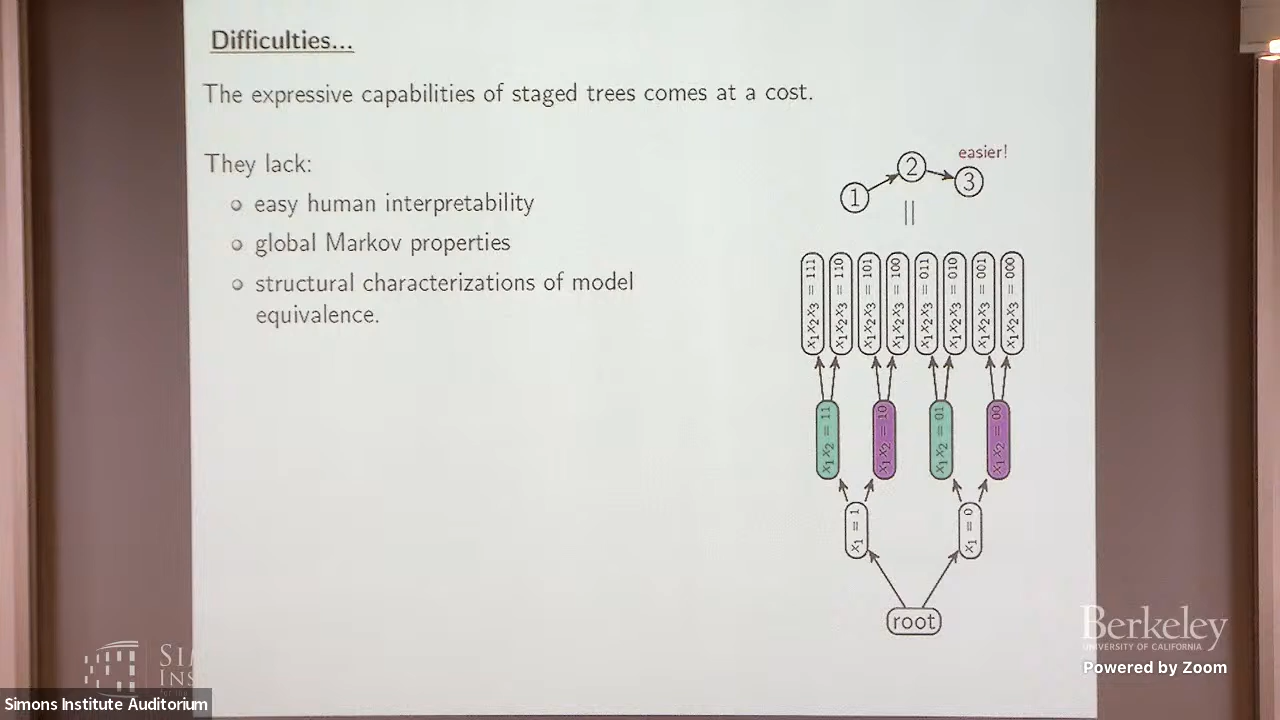 Difficulties...
The expressive capabilities of staged trees comes at a cost.
They lack:
easy human interpretability
global Markov properties
structural characterizations of model
equivalence.
easier!
1
2
3
||
x₁x₂x₃ = 111
x₁x₂x₃ = 110
x₁x₂x₃ = 101
x₁x₂x₃ = 100
x₁x₂x₃ = 011
x₁x₂x₃ = 010
x₁x₂x₃ = 001
x₁x₂x₃ = 000
x₁x₂ = 11
x₁x₂ = 10
x₁x₂ = 01
x₁x₂ = 00
x₁ = 1
x₁ = 0
root
Berkeley
UNIVERSITY OF CALIFORNIA
Powered by Zoom
Simons Institute Auditorium